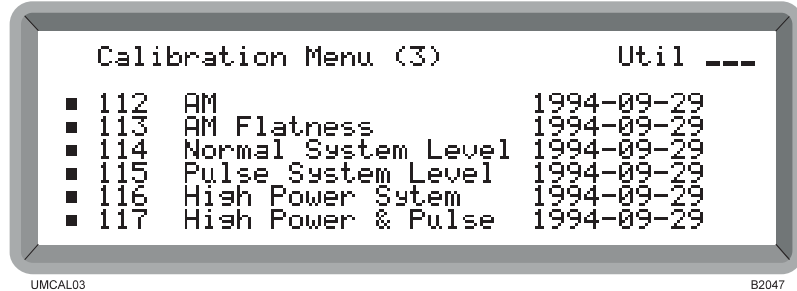 Calibration Menu (3) Util ___
■ 112 AM 1994-09-29
■ 113 AM Flatness 1994-09-29
■ 114 Normal System Level 1994-09-29
■ 115 Pulse System Level 1994-09-29
■ 116 High Power Sytem 1994-09-29
■ 117 High Power & Pulse 1994-09-29
UMCAL03 B2047